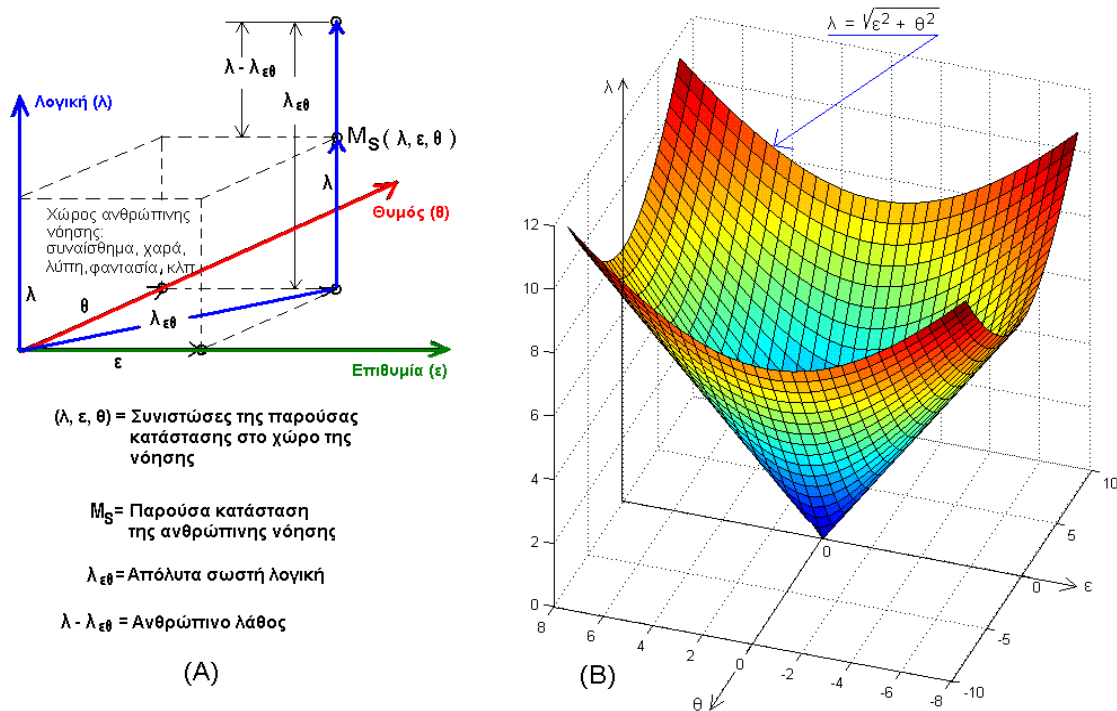 Λογική (λ)
λ - λεθ
λεθ
Ms( λ, ε, θ )
λ
Θυμός (θ)
Χώρος ανθρώπινης
νόησης:
συναίσθημα, χαρά,
λύπη, φαντασία, κλπ.
λ
θ
λεθ
ε
Επιθυμία (ε)
(λ, ε, θ) = Συνιστώσες της παρούσας
κατάστασης στο χώρο της
νόησης
Ms = Παρούσα κατάσταση
της ανθρώπινης νόησης
λεθ = Απόλυτα σωστή λογική
λ - λεθ = Ανθρώπινο λάθος
(A)
λ = √ε² + θ²
λ
12
10
8
6
4
2
0
8
6
4
2
0
-2
-4
-6
-8
-10
-5
0
5
10
0
ε
θ
(B)